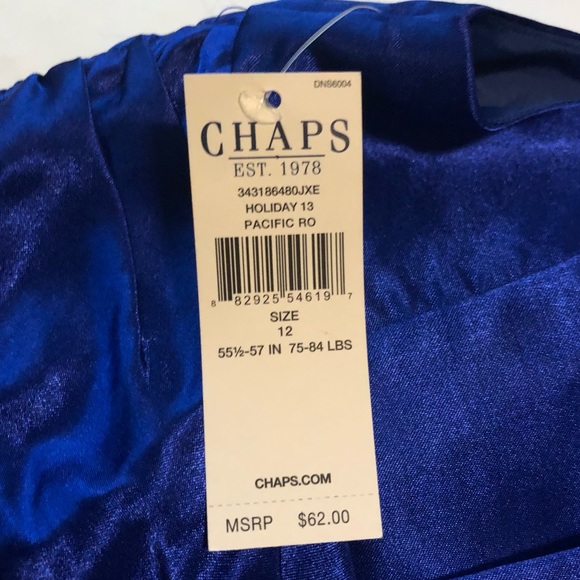 DNS6004
CHAPS
EST. 1978
343186480JXE
HOLIDAY 13
PACIFIC RO
8 82925 54619 7
SIZE
12
55½-57 IN 75-84 LBS
CHAPS.COM
MSRP $62.00